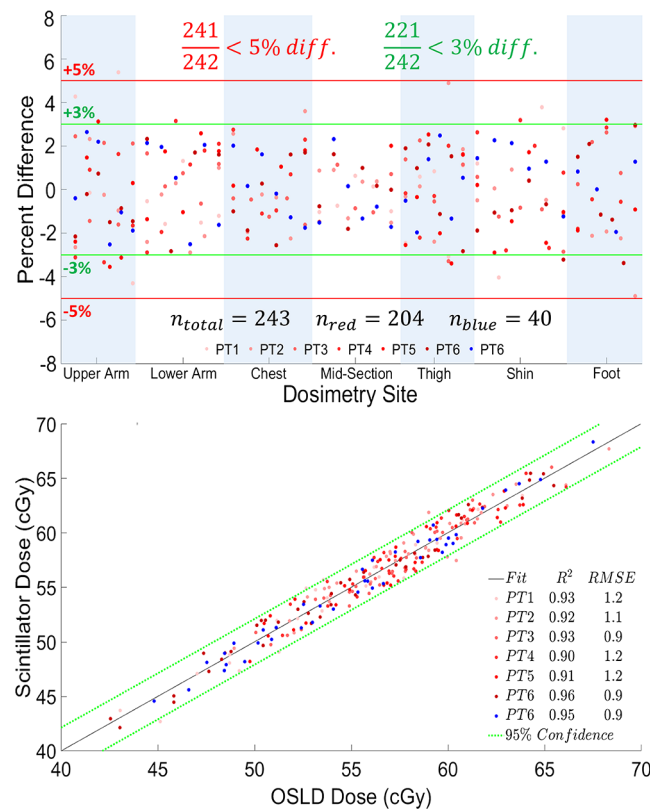 241/242 < 5% diff.
221/242 < 3% diff.
8
6
4
2
0
-2
-4
-6
-8
Percent Difference
+5%
+3%
-3%
-5%
n_total = 243 n_red = 204 n_blue = 40
PT1 PT2 PT3 PT4 PT5 PT6 PT6
Upper Arm Lower Arm Chest Mid-Section Thigh Shin Foot
Dosimetry Site
70
65
60
55
50
45
40
Scintillator Dose (cGy)
Fit R² RMSE
PT1 0.93 1.2
PT2 0.92 1.1
PT3 0.93 0.9
PT4 0.90 1.2
PT5 0.91 1.2
PT6 0.96 0.9
PT6 0.95 0.9
95% Confidence
40 45 50 55 60 65 70
OSLD Dose (cGy)